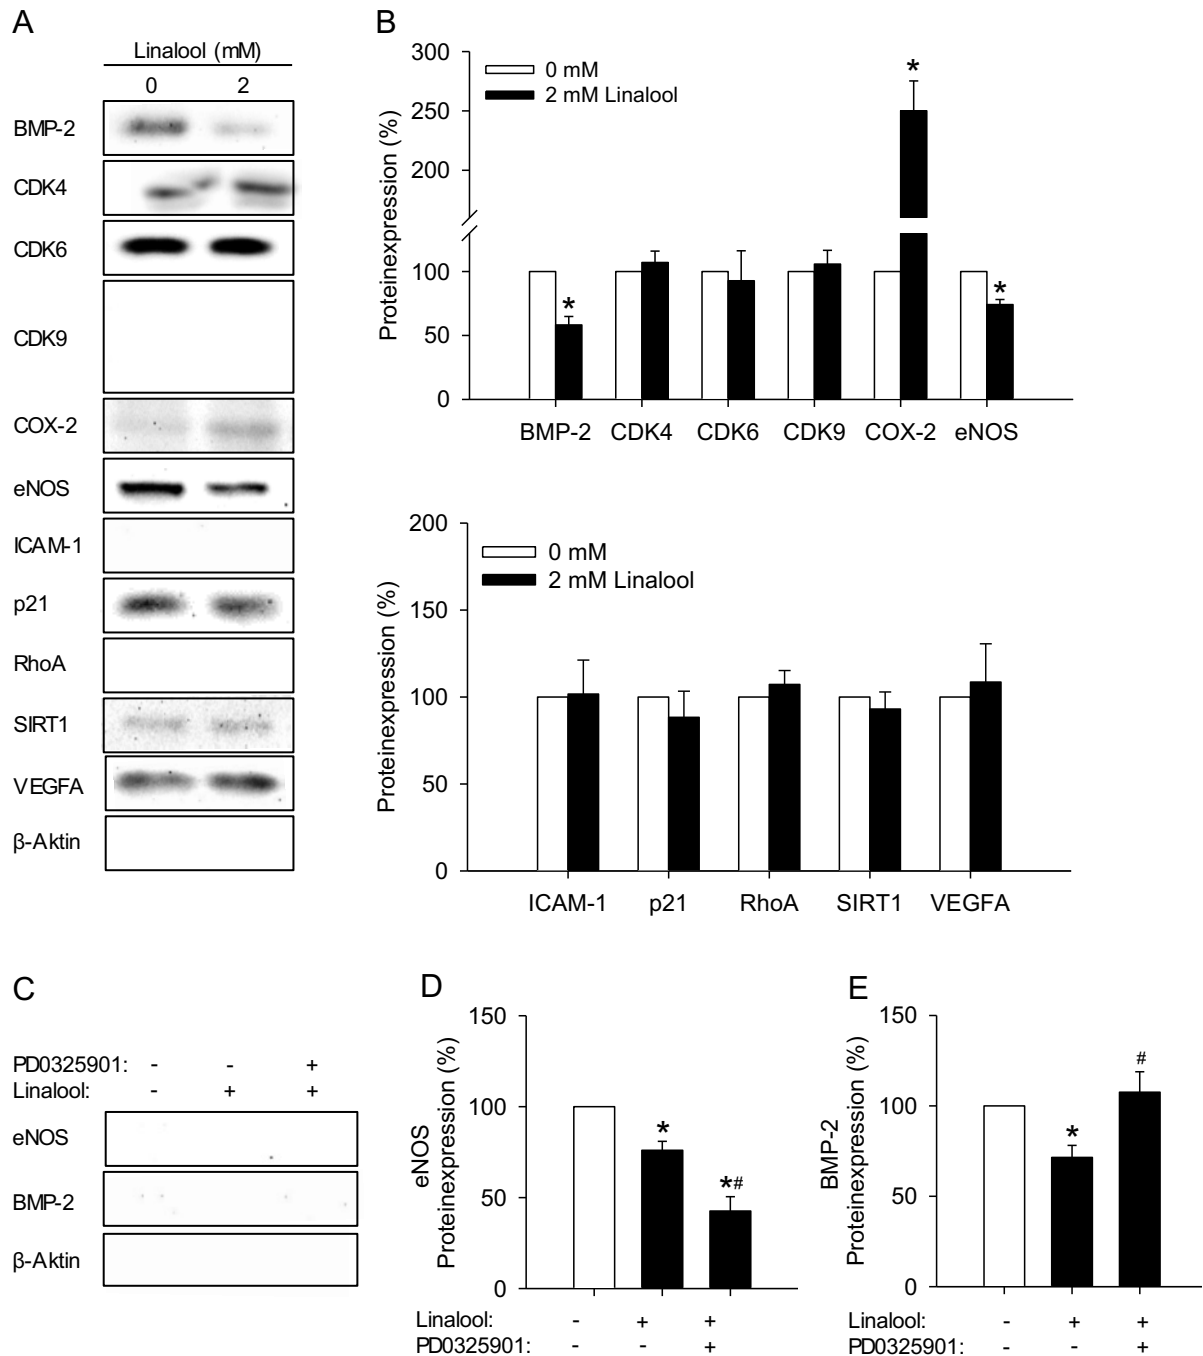 A
Linalool (mM)
0 2
BMP-2
CDK4
CDK6
CDK9
COX-2
eNOS
ICAM-1
p21
RhoA
SIRT1
VEGFA
β-Aktin
B
Proteinexpression (%)
300
250
200
100
50
0
0 mM
2 mM Linalool
*
*
*
BMP-2 CDK4 CDK6 CDK9 COX-2 eNOS
Proteinexpression (%)
200
150
100
50
0
0 mM
2 mM Linalool
ICAM-1 p21 RhoA SIRT1 VEGFA
C
PD0325901: - - +
Linalool: - + +
eNOS
BMP-2
β-Aktin
D
eNOS
Proteinexpression (%)
150
100
50
0
*
*#
Linalool: - + +
PD0325901: - - +
E
BMP-2
Proteinexpression (%)
150
100
50
0
*
#
Linalool: - + +
PD0325901: - - +